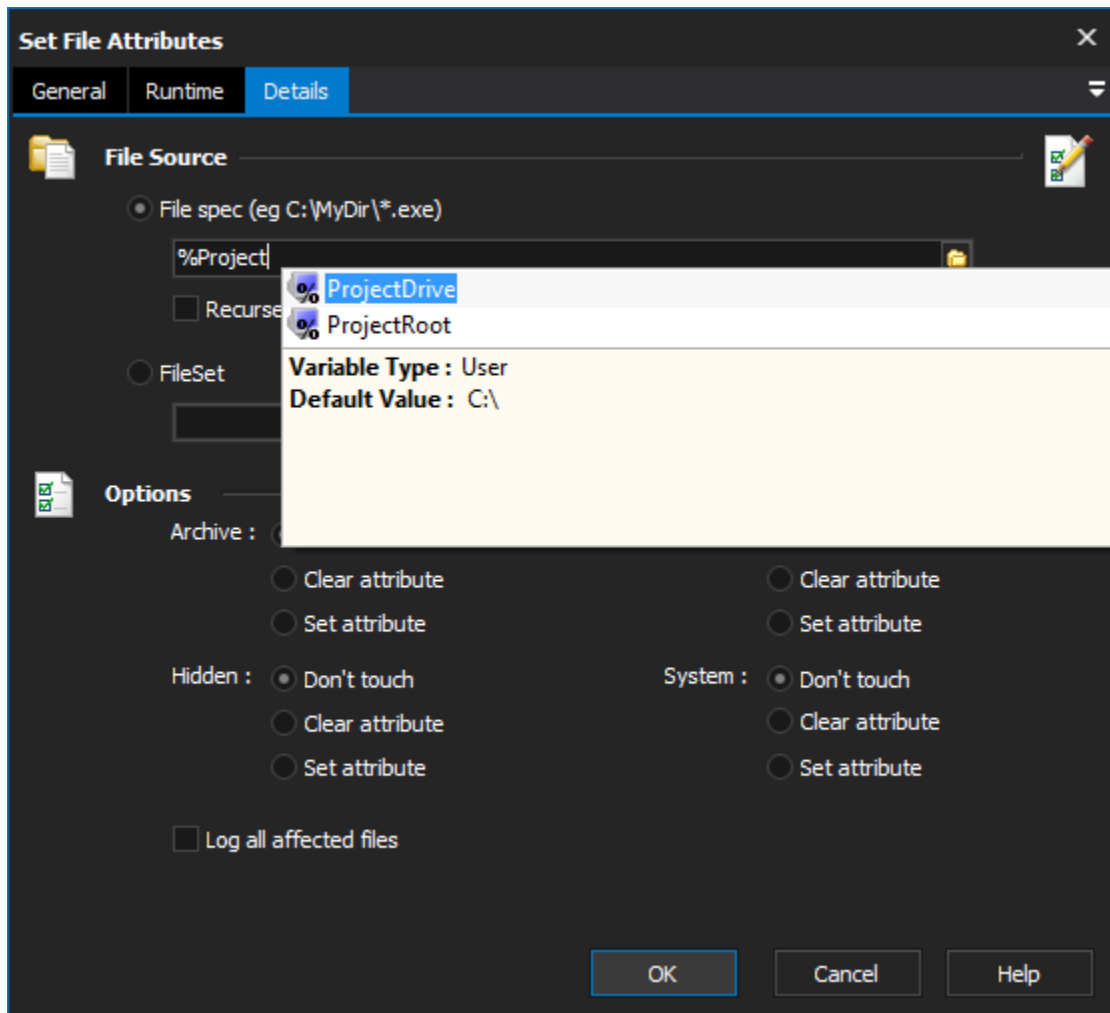 Set File Attributes
General Runtime Details
File Source
File spec (eg C:\MyDir\*.exe)
%Project
ProjectDrive
Recurse
ProjectRoot
Variable Type : User
FileSet
Default Value : C:\
Options
Archive :
Clear attribute Clear attribute
Set attribute Set attribute
Hidden : Don't touch System : Don't touch
Clear attribute Clear attribute
Set attribute Set attribute
Log all affected files
OK Cancel Help